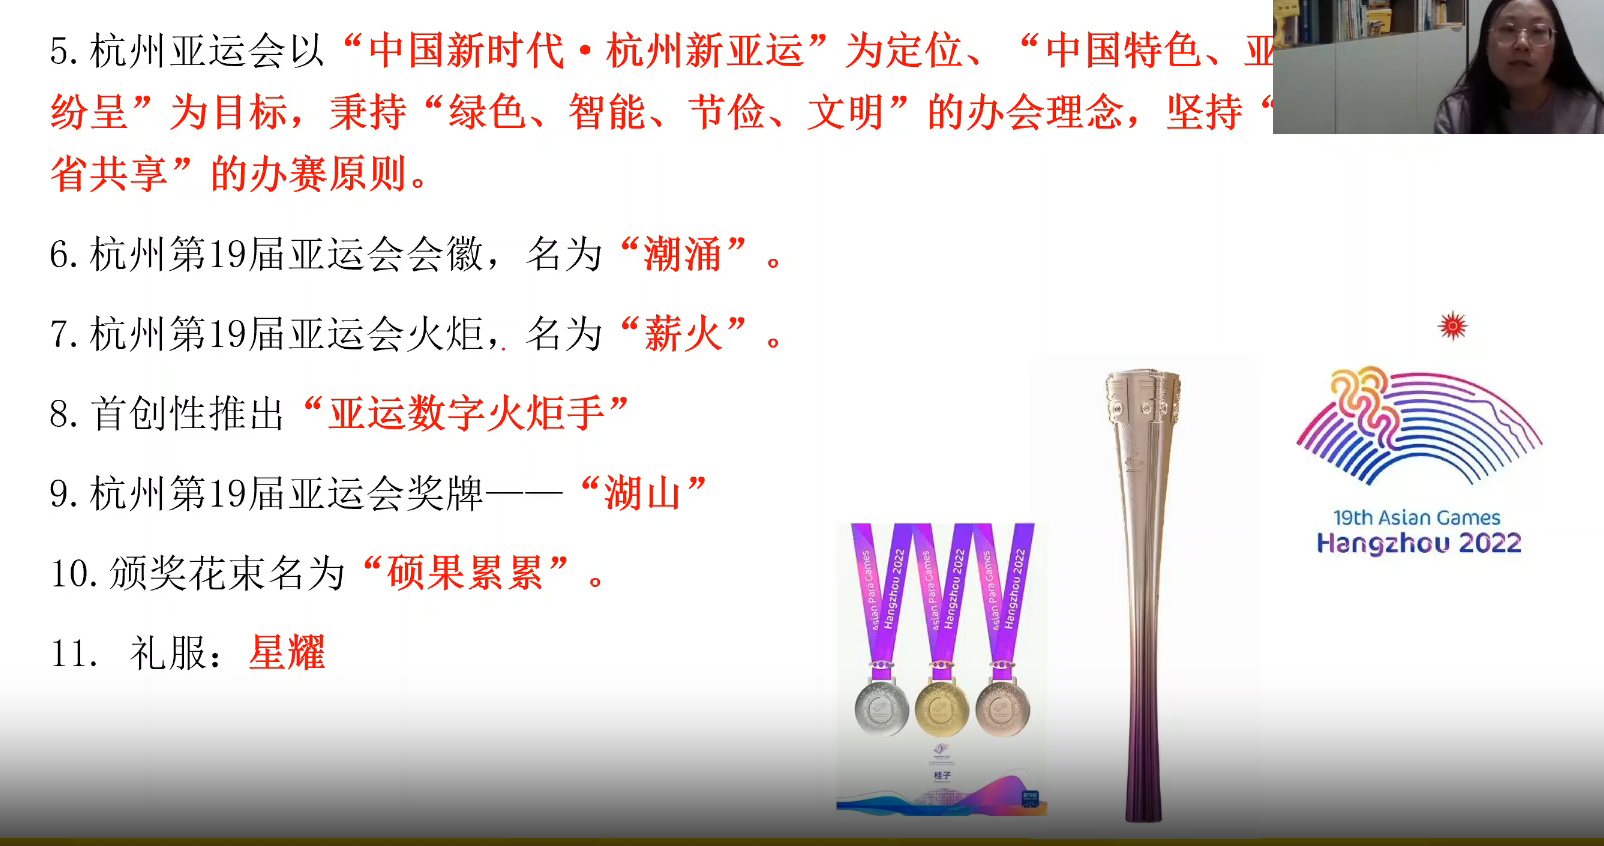 5.杭州亚运会以“中国新时代·杭州新亚运”为定位、“中国特色、亚
纷呈”为目标，秉持“绿色、智能、节俭、文明”的办会理念，坚持“
省共享”的办赛原则。
6.杭州第19届亚运会会徽，名为“潮涌”。
7.杭州第19届亚运会火炬，名为“薪火”。
8.首创性推出“亚运数字火炬手”
9.杭州第19届亚运会奖牌——“湖山”
10.颁奖花束名为“硕果累累”。
11. 礼服：星耀
Asian Para Games
Hangzhou 2022
Asian Para Games
Hangzhou 2022
Asian Para Games
Hangzhou 2022
桂子
19th Asian Games
Hangzhou 2022